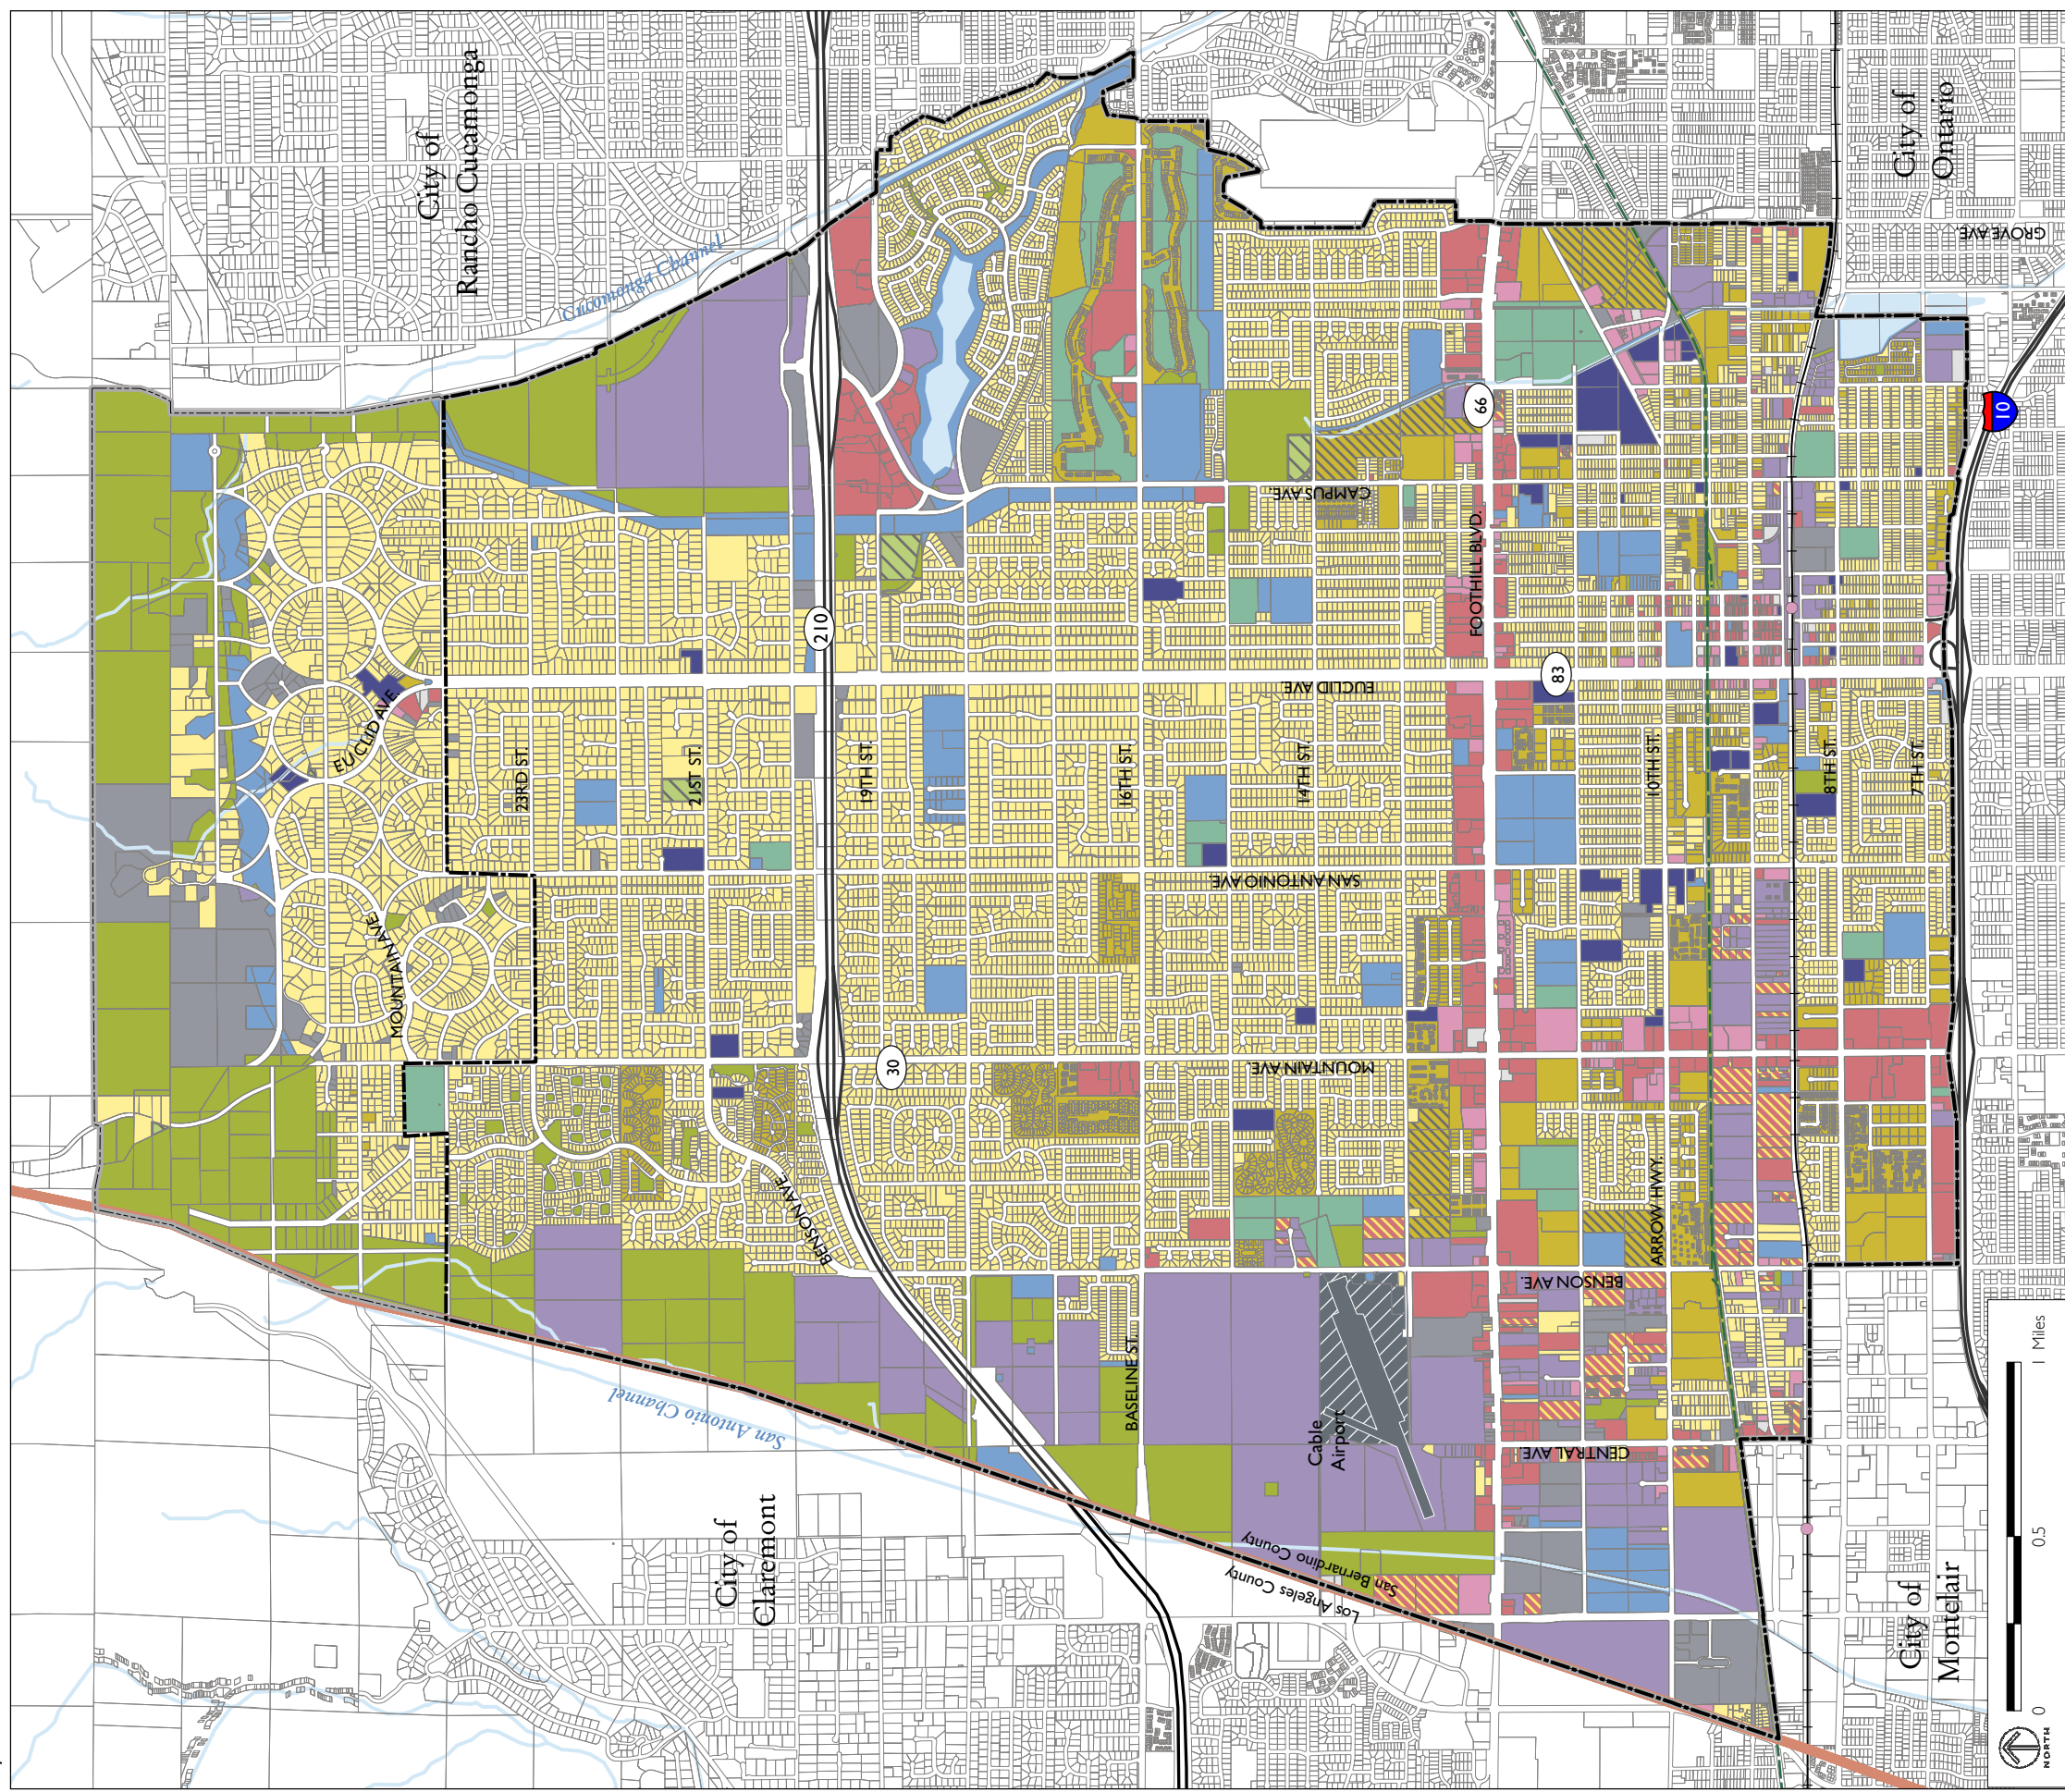 City of
Rancho Cucamonga
Cucomonga Channel
City of
Ontario
GROVE AVE.
10
66
CAMPUS AVE.
FOOTHILL BLVD.
210
83
EUCLID AVE.
EUCLID AVE
23RD ST.
21ST ST.
19TH ST.
16TH ST.
14TH ST.
10TH ST.
8TH ST.
7TH ST.
SAN ANTONIO AVE.
MOUNTAIN AVE.
30
MOUNTAIN AVE.
BENSON AVE.
ARROW HWY.
BENSON AVE.
BASELINE ST.
Cable
Airport
CENTRAL AVE
San Antonio Channel
City of
Claremont
San Bernardino County
Los Angeles County
City of
Montclair
0
0.5
1 Miles
NORTH